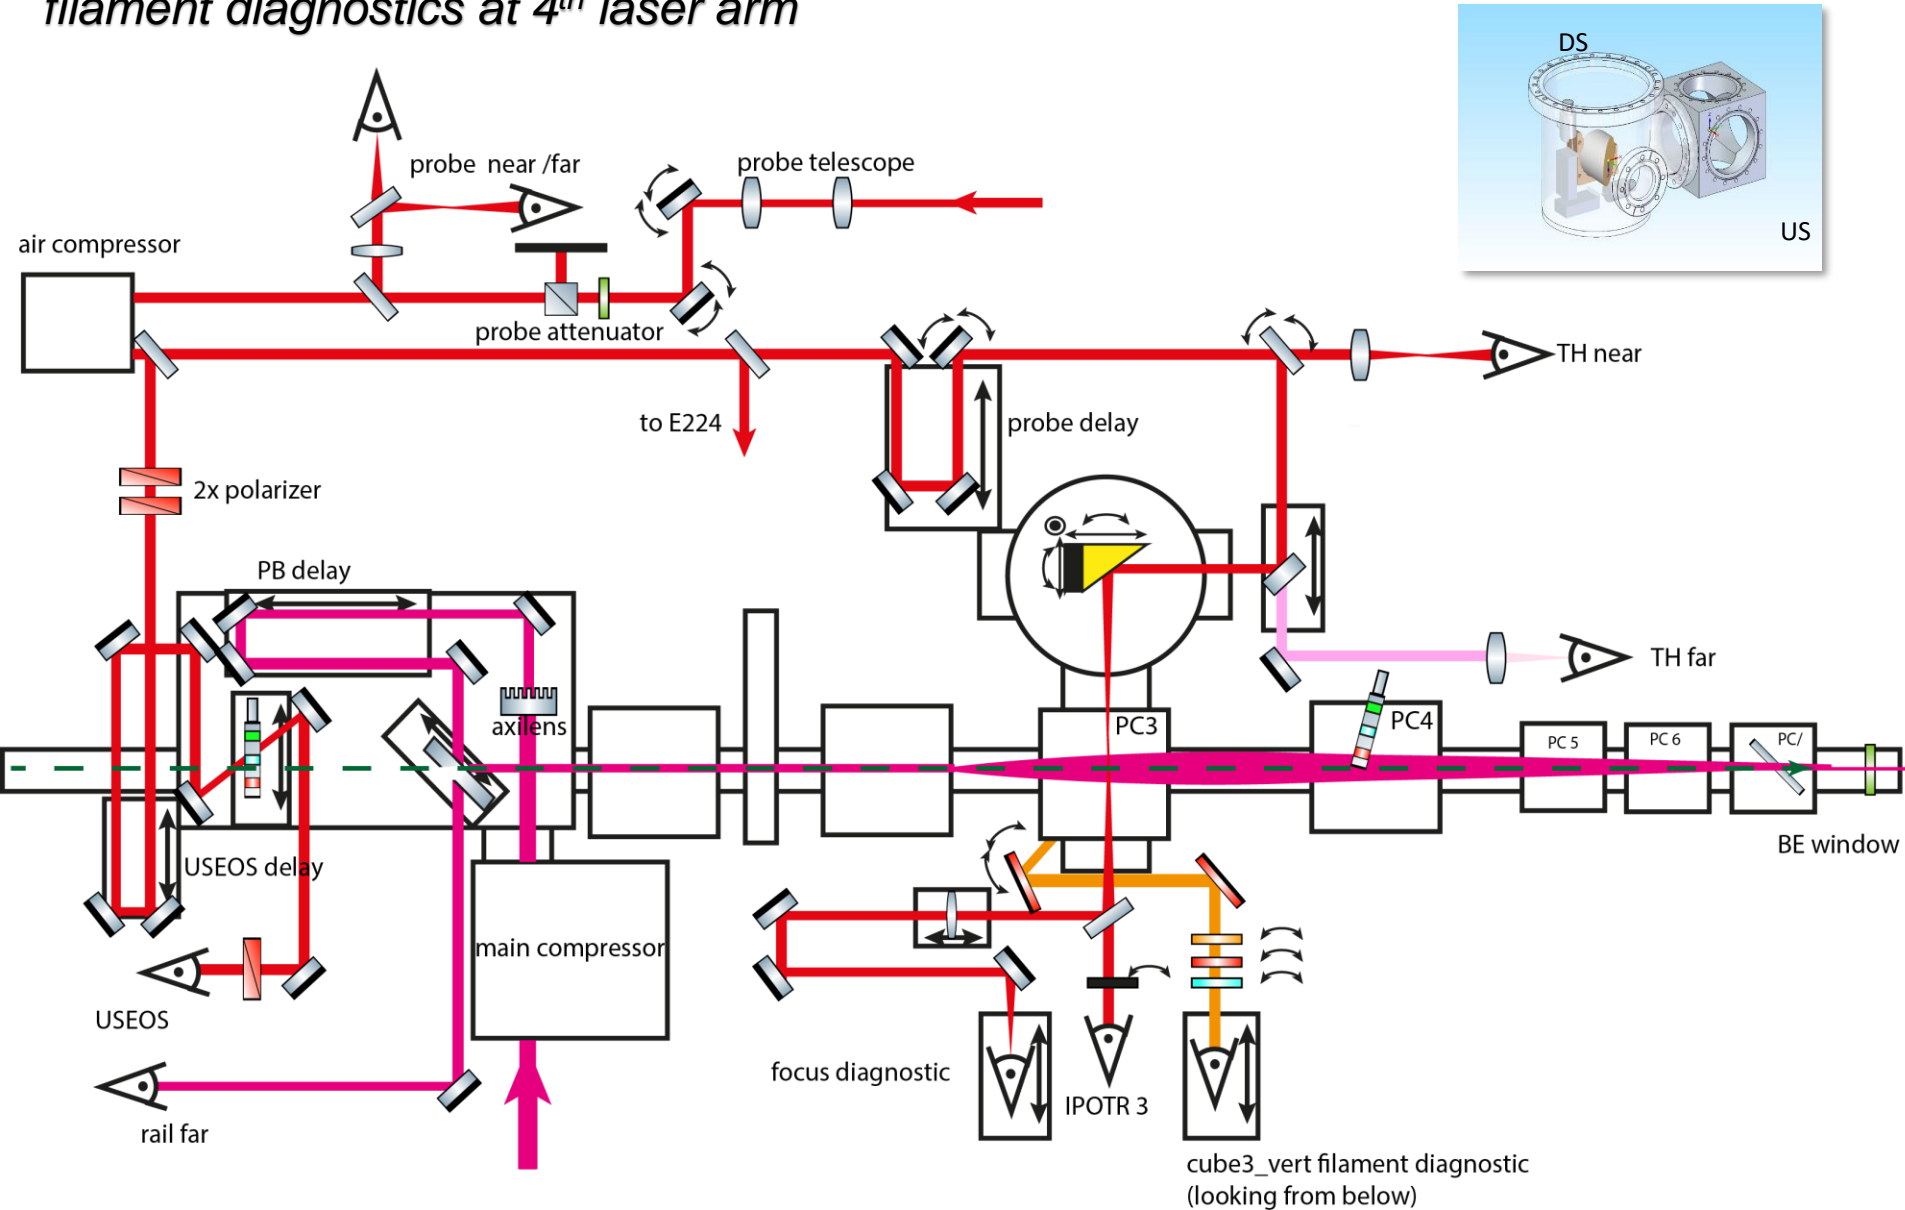 filament diagnostics at 4th laser arm
DS
US
probe near /far
probe telescope
air compressor
probe attenuator
TH near
to E224
probe delay
2x polarizer
PB delay
TH far
axilens
PC3
PC4
PC 5
PC 6
PC/
BE window
USEOS delay
main compressor
USEOS
focus diagnostic
IPOTR 3
rail far
cube3_vert filament diagnostic
(looking from below)